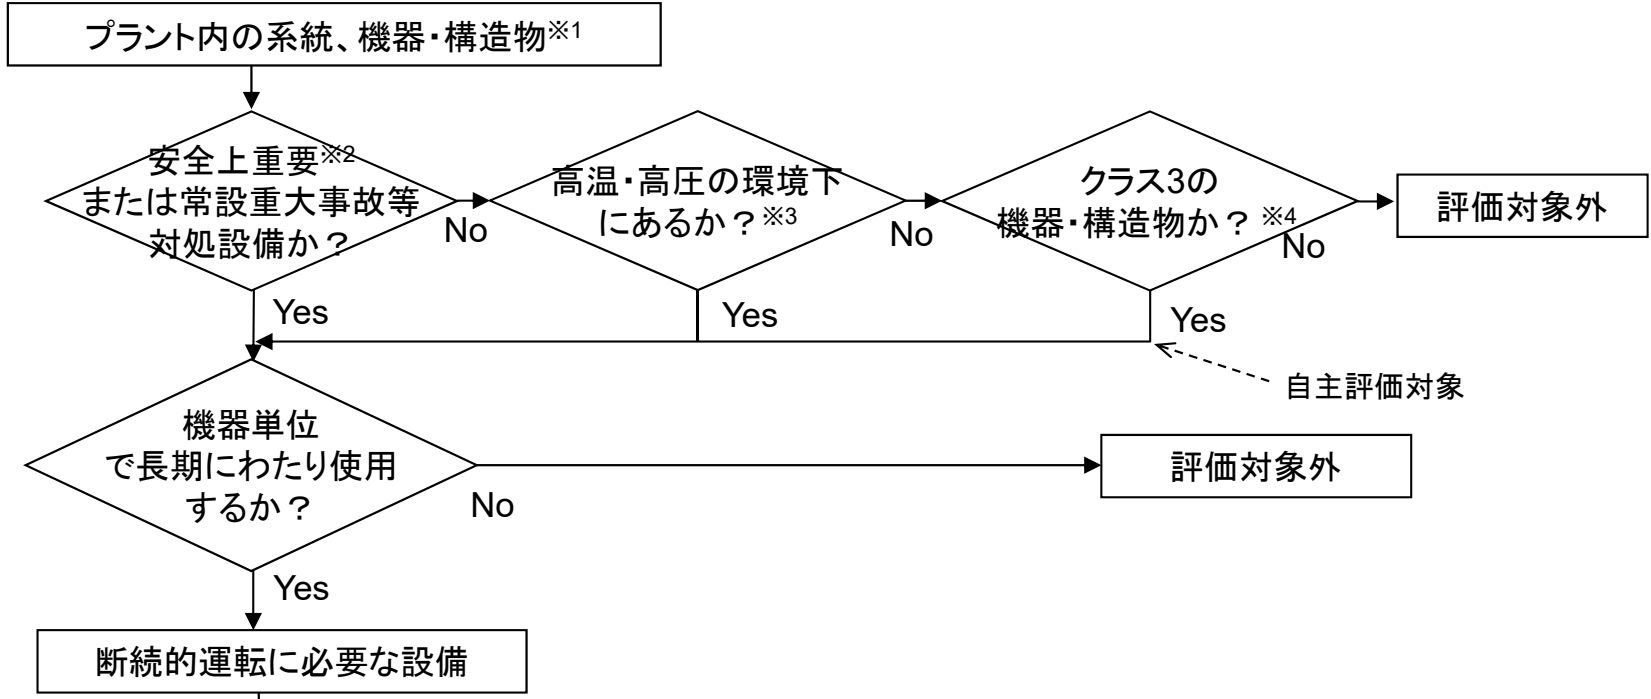 プラント内の系統、機器・構造物※1
安全上重要※2
または常設重大事故等
対処設備か？
No
高温・高圧の環境下
にあるか？※3
No
クラス3の
機器・構造物か？ ※4
No
評価対象外
Yes
Yes
Yes
自主評価対象
機器単位
で長期にわたり使用
するか？
No
評価対象外
Yes
断続的運転に必要な設備